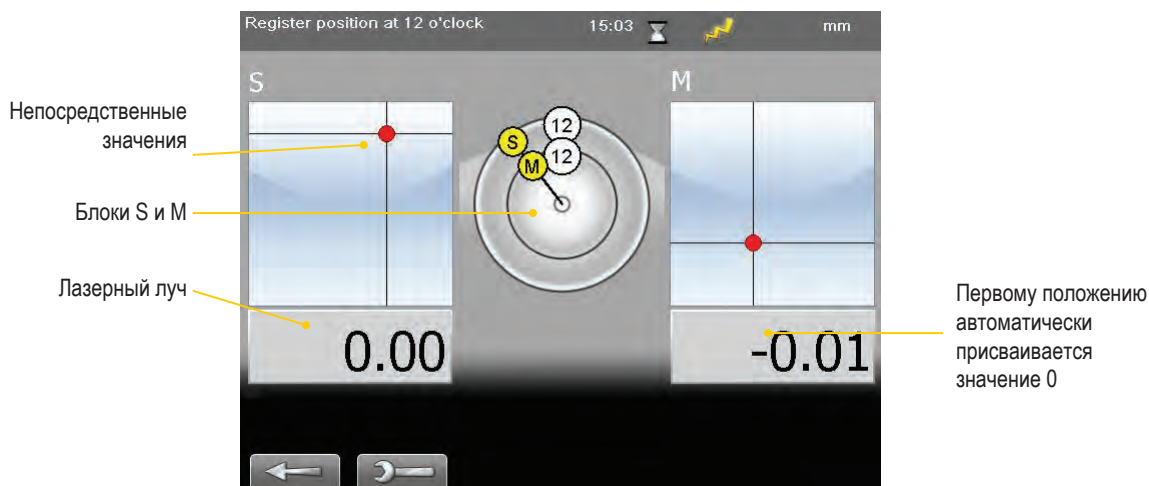 Register position at 12 o'clock 15:03 mm
S
M
Непосредственные
значения
Блоки S и M
Лазерный луч
12
12
S
M
0.00
-0.01
Первому положению
автоматически
присваивается
значение 0